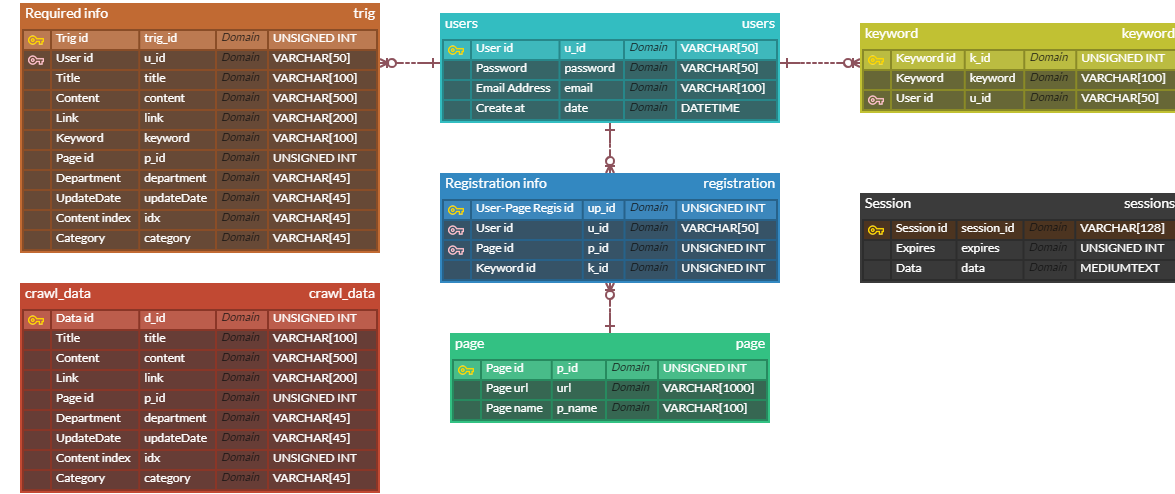 Required info trig
Trig id trig_id Domain UNSIGNED INT
User id u_id Domain VARCHAR[50]
Title title Domain VARCHAR[100]
Content content Domain VARCHAR[500]
Link link Domain VARCHAR[200]
Keyword keyword Domain VARCHAR[100]
Page id p_id Domain UNSIGNED INT
Department department Domain VARCHAR[45]
UpdateDate updateDate Domain VARCHAR[45]
Content index idx Domain VARCHAR[45]
Category category Domain VARCHAR[45]
users users
User id u_id Domain VARCHAR[50]
Password password Domain VARCHAR[50]
Email Address email Domain VARCHAR[100]
Create at date Domain DATETIME
keyword keyword
Keyword id k_id Domain UNSIGNED INT
Keyword keyword Domain VARCHAR[100]
User id u_id Domain VARCHAR[50]
Registration info registration
User-Page Regis id up_id Domain UNSIGNED INT
User id u_id Domain VARCHAR[50]
Page id p_id Domain UNSIGNED INT
Keyword id k_id Domain UNSIGNED INT
Session sessions
Session id session_id Domain VARCHAR[128]
Expires expires Domain UNSIGNED INT
Data data Domain MEDIUMTEXT
crawl_data crawl_data
Data id d_id Domain UNSIGNED INT
Title title Domain VARCHAR[100]
Content content Domain VARCHAR[500]
Link link Domain VARCHAR[200]
Page id p_id Domain UNSIGNED INT
Department department Domain VARCHAR[45]
UpdateDate updateDate Domain VARCHAR[45]
Content index idx Domain UNSIGNED INT
Category category Domain VARCHAR[45]
page page
Page id p_id Domain UNSIGNED INT
Page url url Domain VARCHAR[1000]
Page name p_name Domain VARCHAR[100]